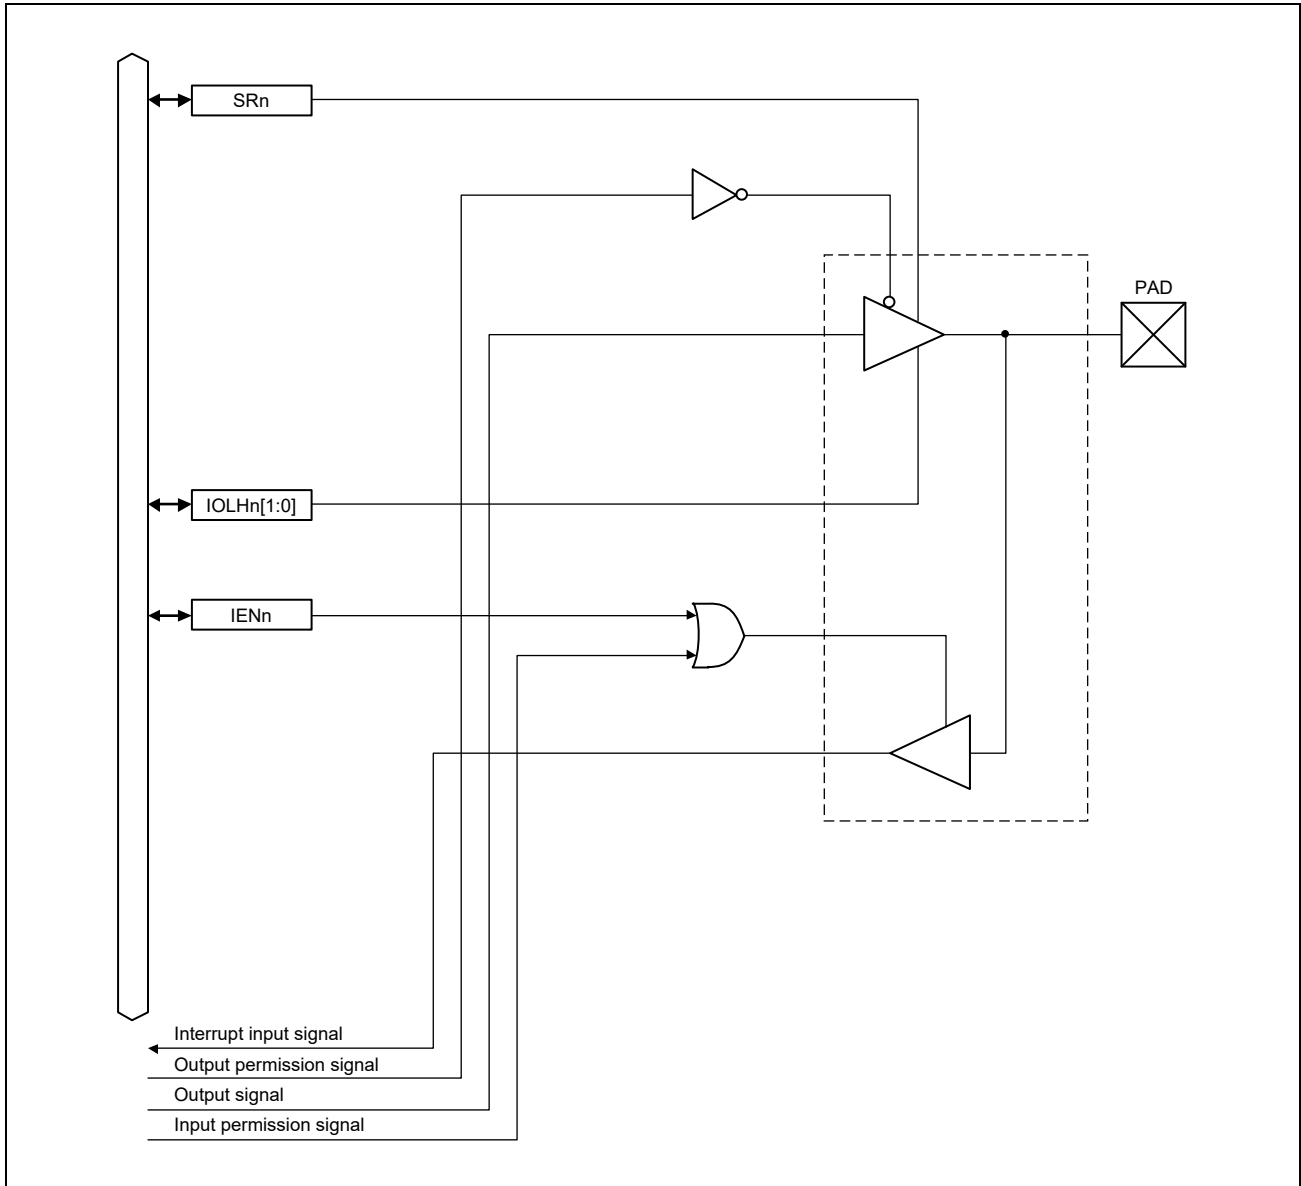 SRn
PAD
IOLHn[1:0]
IENn
Interrupt input signal
Output permission signal
Output signal
Input permission signal